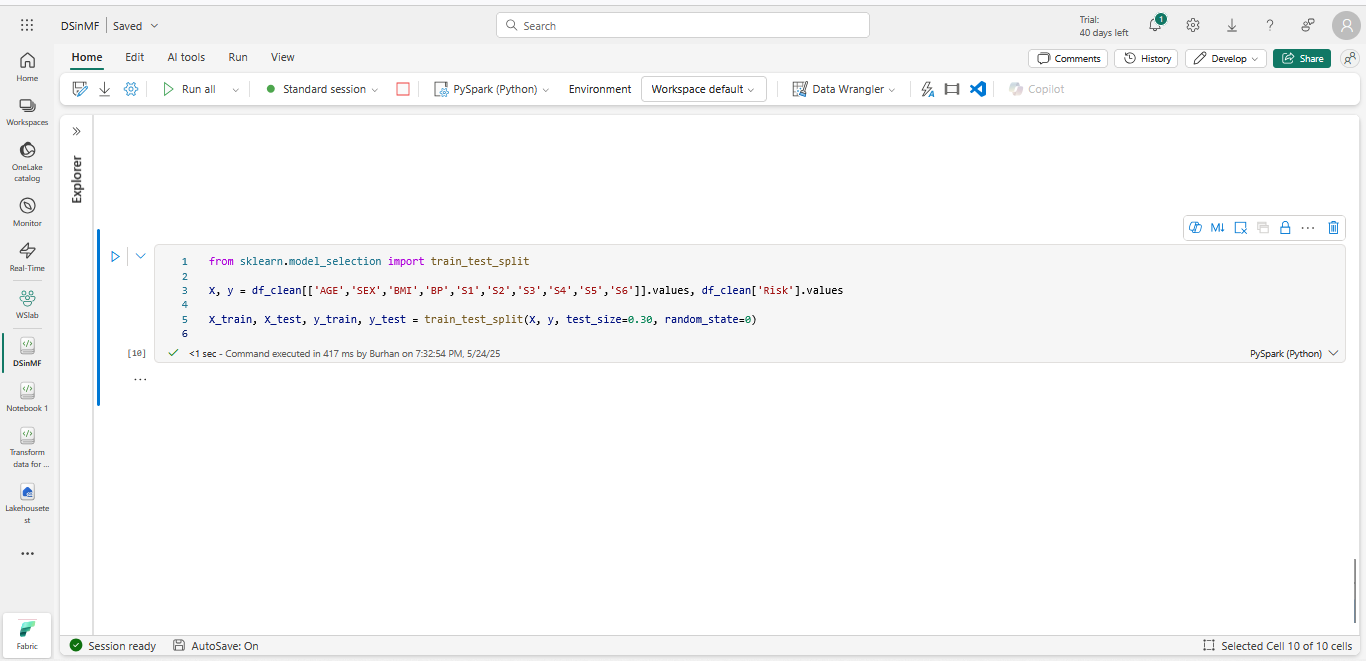 DSinMF | Saved
Search
Trial:
40 days left
1
Home Edit AI tools Run View
Comments History Develop Share
Run all Standard session PySpark (Python) Environment Workspace default Data Wrangler Copilot
Home
Workspaces
OneLake
catalog
Monitor
Real-Time
WSlab
DSinMF
Notebook 1
Transform
data for ...
Lakehousete
st
Fabric
Explorer
M↓
1 from sklearn.model_selection import train_test_split
2
3 X, y = df_clean[['AGE','SEX','BMI','BP','S1','S2','S3','S4','S5','S6']].values, df_clean['Risk'].values
4
5 X_train, X_test, y_train, y_test = train_test_split(X, y, test_size=0.30, random_state=0)
6
[10] <1 sec - Command executed in 417 ms by Burhan on 7:32:54 PM, 5/24/25 PySpark (Python)
Session ready AutoSave: On Selected Cell 10 of 10 cells